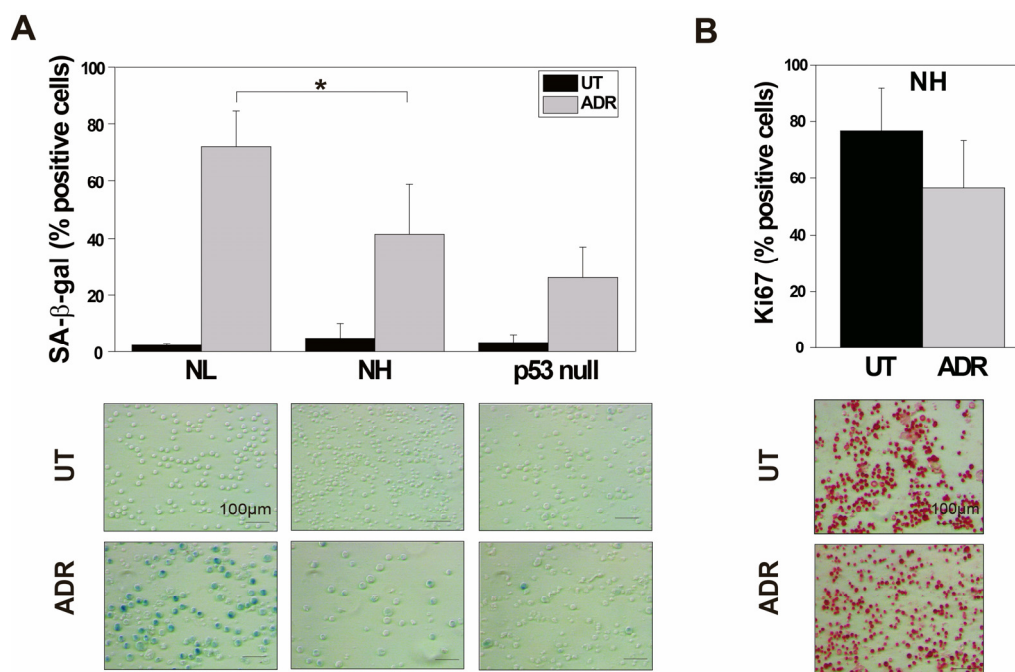 A
SA-β-gal (% positive cells)
100
80
60
40
20
0
*
UT
ADR
NL NH p53 null
UT
100µm
ADR
B
Ki67 (% positive cells)
100
80
60
40
20
0
NH
UT ADR
UT
100µm
ADR